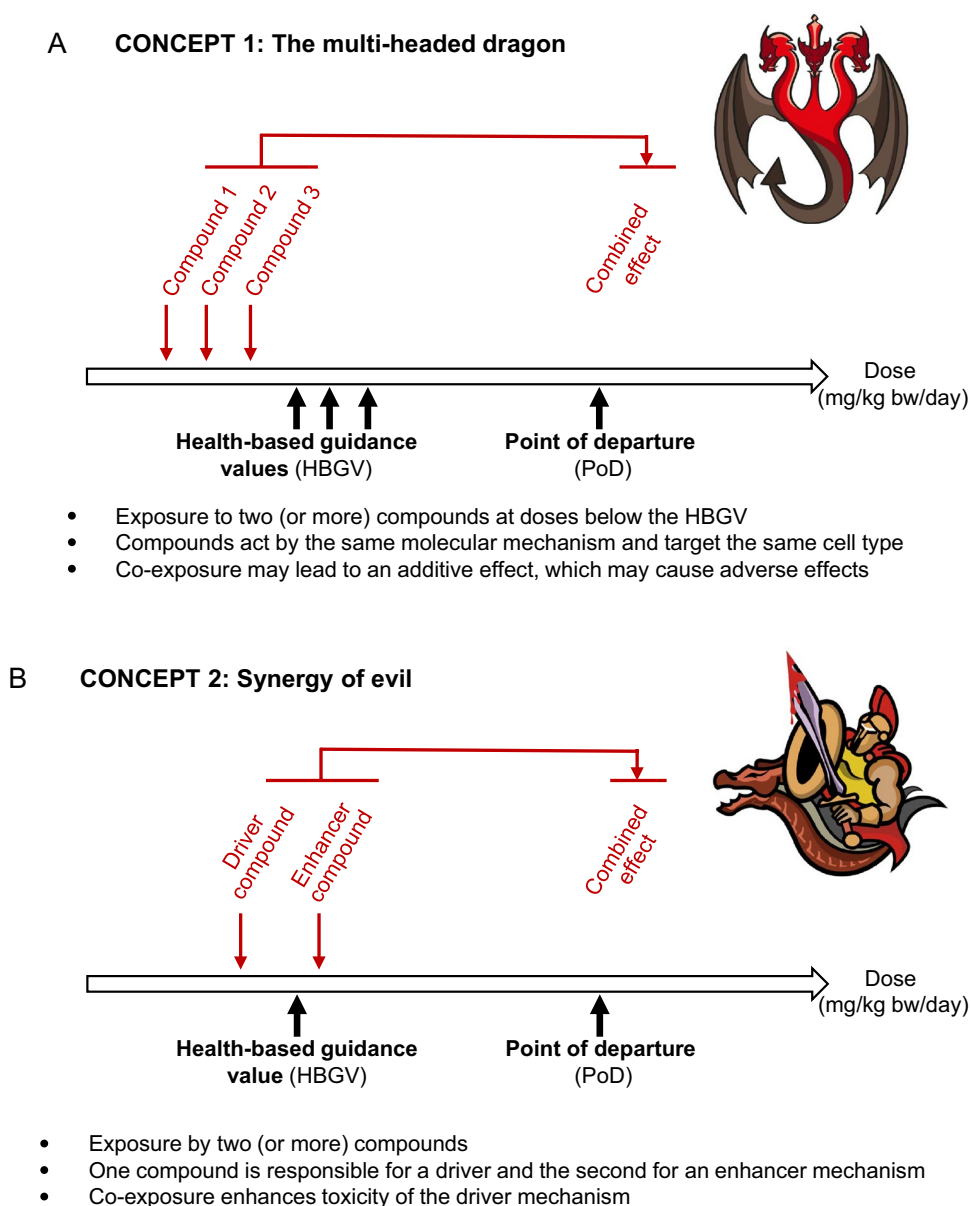 A CONCEPT 1: The multi-headed dragon
Compound 1
Compound 2
Compound 3
Combined
effect
Dose
(mg/kg bw/day)
Health-based guidance
values (HBGV)
Point of departure
(PoD)
• Exposure to two (or more) compounds at doses below the HBGV
• Compounds act by the same molecular mechanism and target the same cell type
• Co-exposure may lead to an additive effect, which may cause adverse effects
B CONCEPT 2: Synergy of evil
Driver
compound
Enhancer
compound
Combined
effect
Dose
(mg/kg bw/day)
Health-based guidance
value (HBGV)
Point of departure
(PoD)
• Exposure by two (or more) compounds
• One compound is responsible for a driver and the second for an enhancer mechanism
• Co-exposure enhances toxicity of the driver mechanism